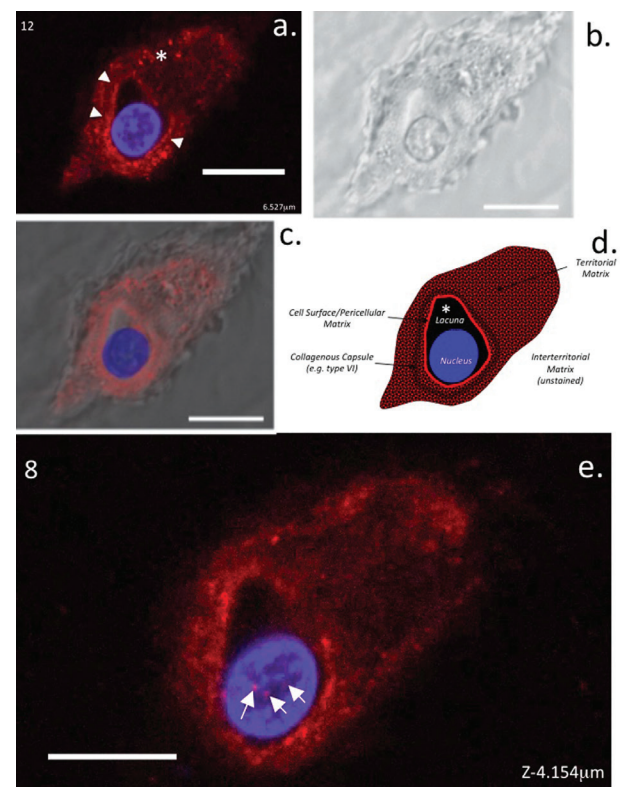 12
a.
*
6.527μm
b.
c.
d.
Territorial
Matrix
Cell Surface/Pericellular
Matrix
*
Lacuna
Collagenous Capsule
(e.g. type VI)
Nucleus
Interterritorial
Matrix
(unstained)
8
e.
Z-4.154μm